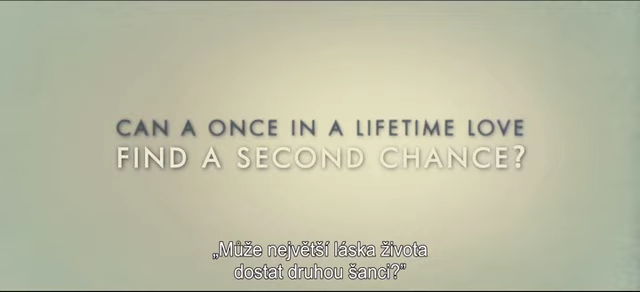 CAN A ONCE IN A LIFETIME LOVE
FIND A SECOND CHANCE?
„Může největší láska života
dostat druhou šanci?”